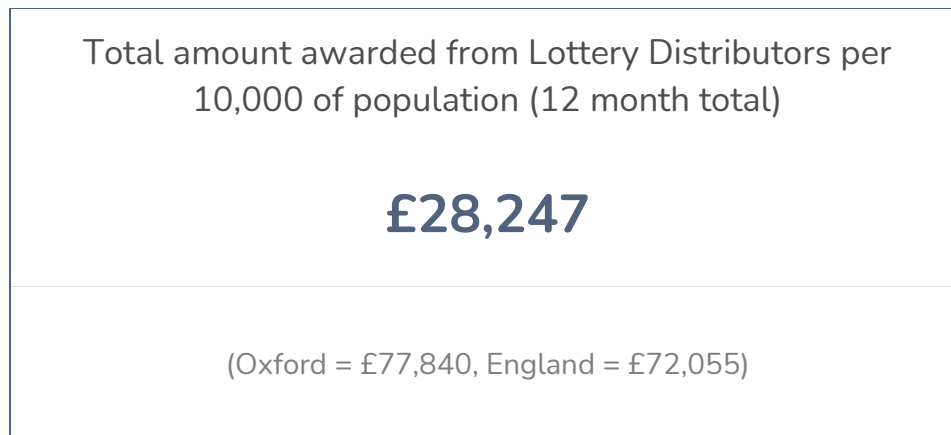 Total amount awarded from Lottery Distributors per
10,000 of population (12 month total)
£28,247
(Oxford = £77,840, England = £72,055)